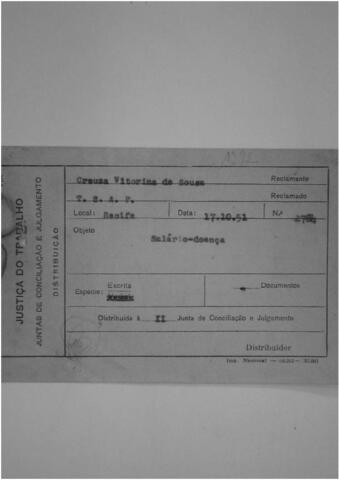 JUSTIÇA DO TRABALHO
JUNTAS DE CONCILIAÇÃO E JULGAMENTO
DISTRIBUIÇÃO
Creuza Vitorina de Sousa Reclamante
T. S. A. P. Reclamado
Local: Recife Data: 17.10.51 N.º
Objeto
Salário-doença
Espécie: Escrita
Documentos
Distribuída à II Junta de Conciliação e Julgamento
Distribuidor
Imp. Nacional